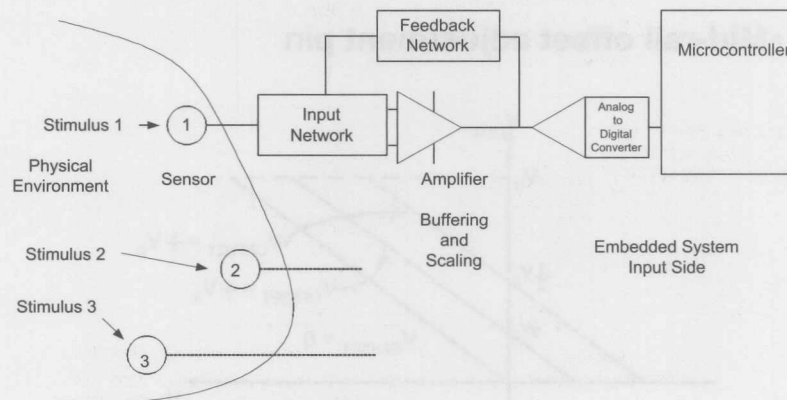 Feedback
Network
Microcontroller
Input
Network
Analog
to
Digital
Converter
Stimulus 1
1
Physical
Environment
Sensor
Amplifier
Buffering
and
Scaling
Embedded System
Input Side
Stimulus 2
2
Stimulus 3
3